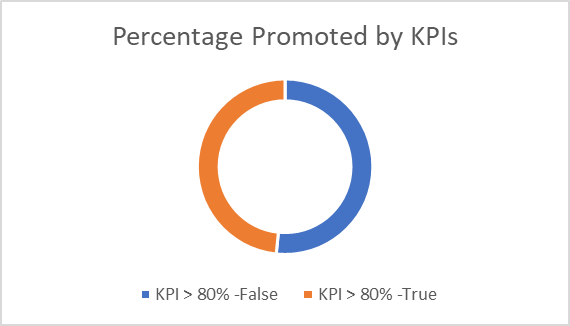 Percentage Promoted by KPIs
KPI > 80% -False KPI > 80% -True